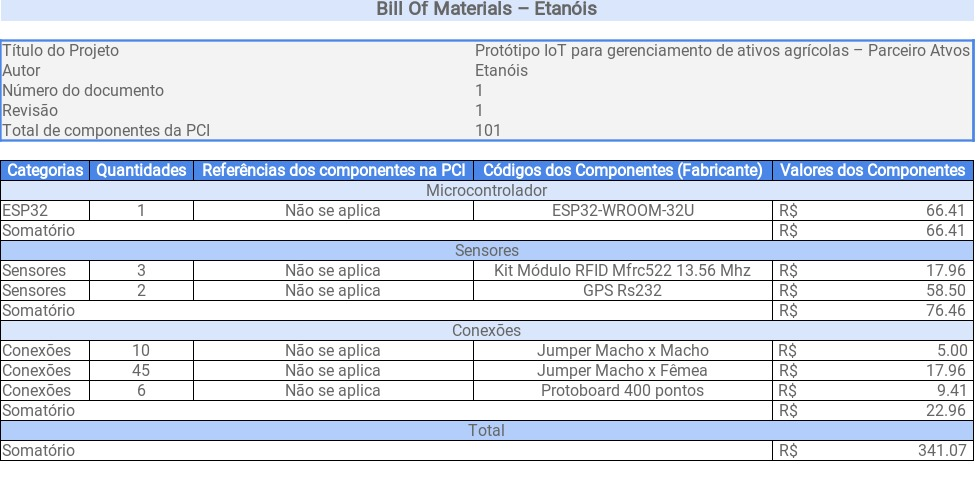 Bill Of Materials – Etanóis
Título do Projeto Protótipo IoT para gerenciamento de ativos agrícolas – Parceiro Atvos
Autor Etanóis
Número do documento 1
Revisão 1
Total de componentes da PCI 101
Categorias Quantidades Referências dos componentes na PCI Códigos dos Componentes (Fabricante) Valores dos Componentes
Microcontrolador
ESP32 1 Não se aplica ESP32-WROOM-32U R$ 66.41
Somatório R$ 66.41
Sensores
Sensores 3 Não se aplica Kit Módulo RFID Mfrc522 13.56 Mhz R$ 17.96
Sensores 2 Não se aplica GPS Rs232 R$ 58.50
Somatório R$ 76.46
Conexões
Conexões 10 Não se aplica Jumper Macho x Macho R$ 5.00
Conexões 45 Não se aplica Jumper Macho x Fêmea R$ 17.96
Conexões 6 Não se aplica Protoboard 400 pontos R$ 9.41
Somatório R$ 22.96
Total
Somatório R$ 341.07